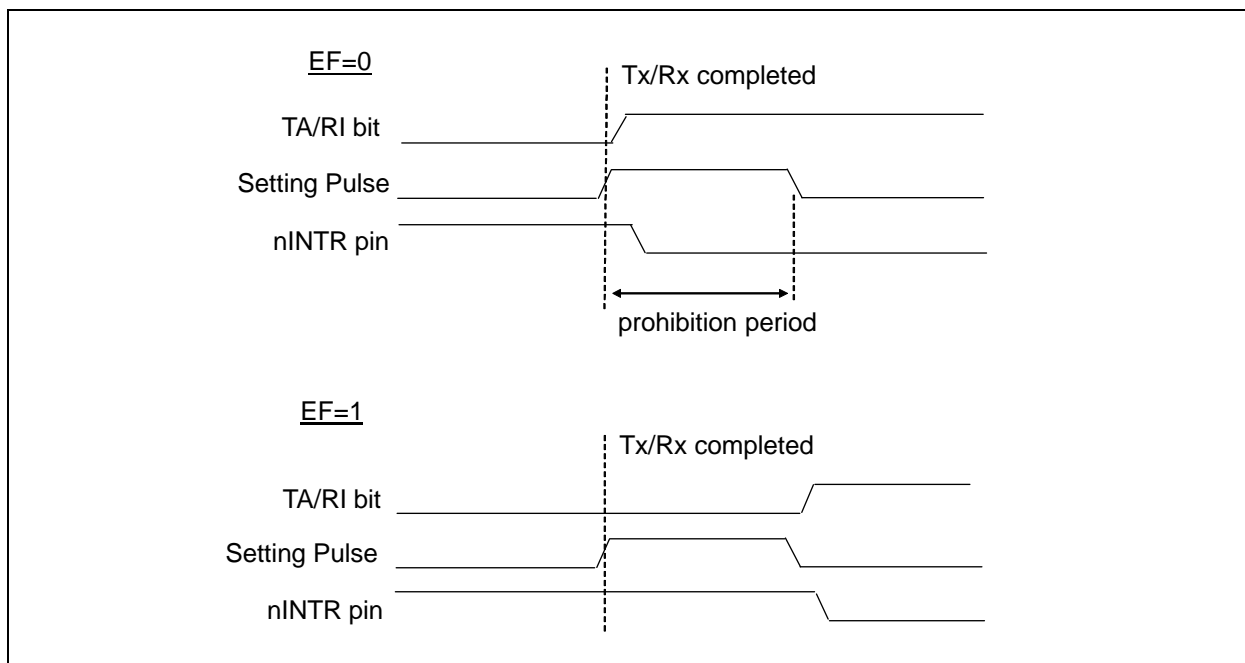 EF=0
Tx/Rx completed
TA/RI bit
Setting Pulse
nINTR pin
prohibition period
EF=1
Tx/Rx completed
TA/RI bit
Setting Pulse
nINTR pin